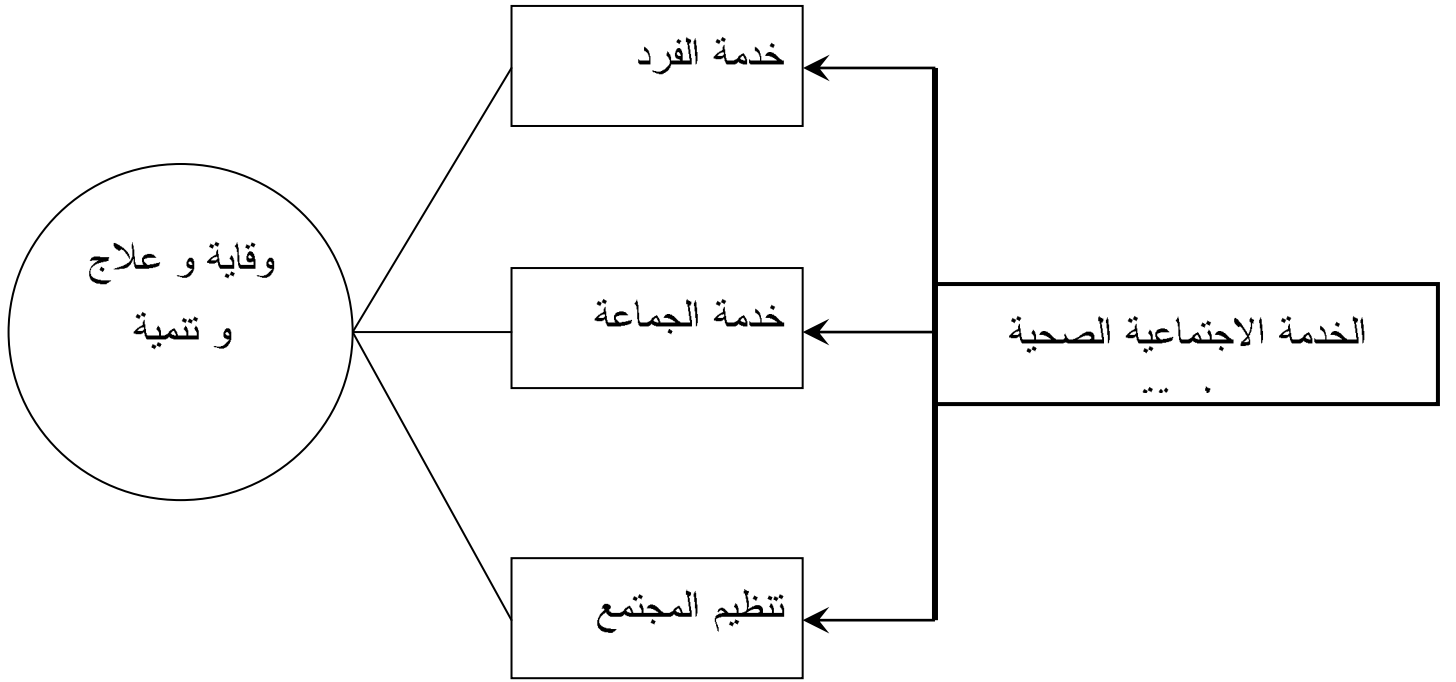 خدمة الفرد
خدمة الجماعة
تنظيم المجتمع
الخدمة الاجتماعية الصحية
وقاية و علاج
و تنمية